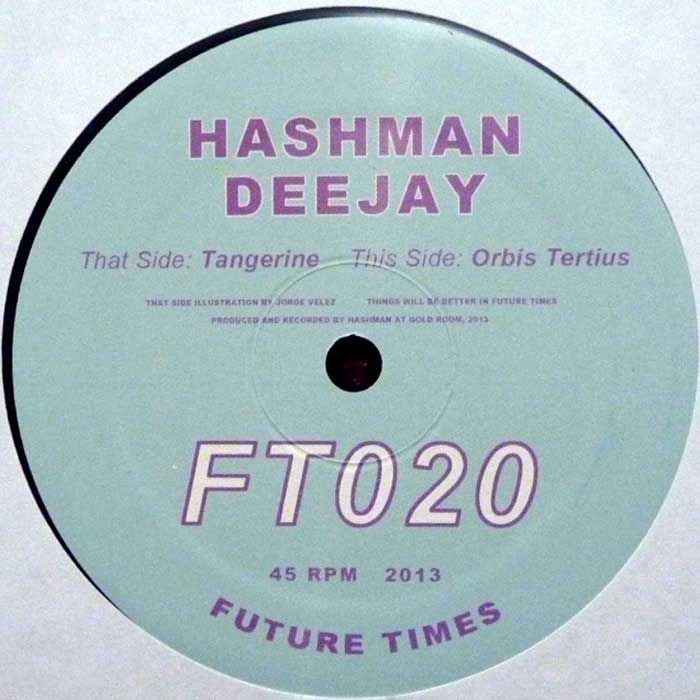 HASHMAN
DEEJAY
That Side: Tangerine   This Side: Orbis Tertius
THAT SIDE ILLUSTRATION BY JORGE VELEZ   THINGS WILL BE BETTER IN FUTURE TIMES
PRODUCED AND RECORDED BY HASHMAN AT GOLD ROOM, 2013
FT020
45 RPM   2013
FUTURE TIMES